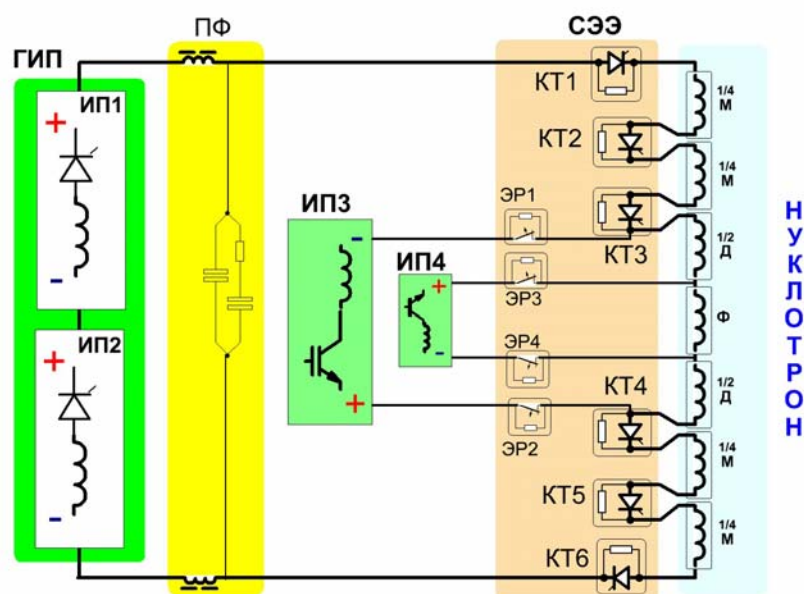 ГИП
ИП1
+
-
ИП2
+
-
ПФ
ИП3
-
+
ИП4
+
-
СЭЭ
КТ1
КТ2
ЭР1
КТ3
ЭР3
ЭР4
КТ4
ЭР2
КТ5
КТ6
1/4
М
1/4
М
1/2
Д
Ф
1/2
Д
1/4
М
1/4
М
НУКЛОТРОН